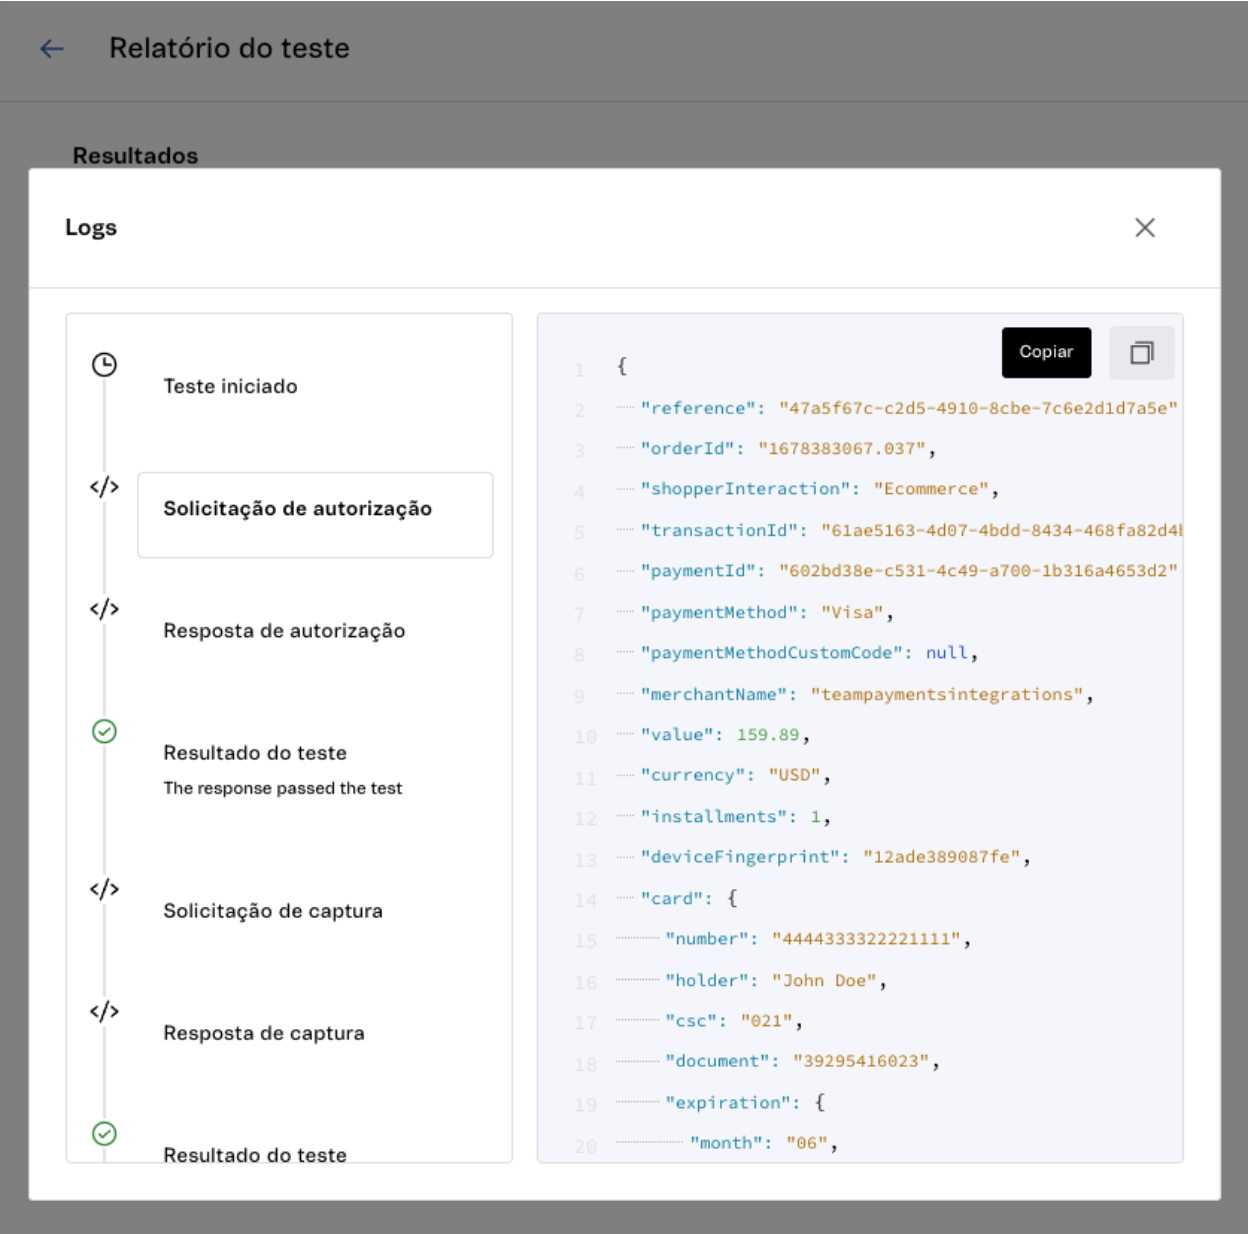 Relatório do teste
Resultados
Logs
Teste iniciado
</>
Solicitação de autorização
</>
Resposta de autorização
Resultado do teste
The response passed the test
</>
Solicitação de captura
</>
Resposta de captura
Resultado do teste
Copiar
1 {
2 "reference": "47a5f67c-c2d5-4910-8cbe-7c6e2d1d7a5e"
3 "orderId": "1678383067.037",
4 "shopperInteraction": "Ecommerce",
5 "transactionId": "61ae5163-4d07-4bdd-8434-468fa82d4
6 "paymentId": "602bd38e-c531-4c49-a700-1b316a4653d2"
7 "paymentMethod": "Visa",
8 "paymentMethodCustomCode": null,
9 "merchantName": "teampaymentsintegrations",
10 "value": 159.89,
11 "currency": "USD",
12 "installments": 1,
13 "deviceFingerprint": "12ade389087fe",
14 "card": {
15 "number": "4444333322221111",
16 "holder": "John Doe",
17 "csc": "021",
18 "document": "39295416023",
19 "expiration": {
20 "month": "06",